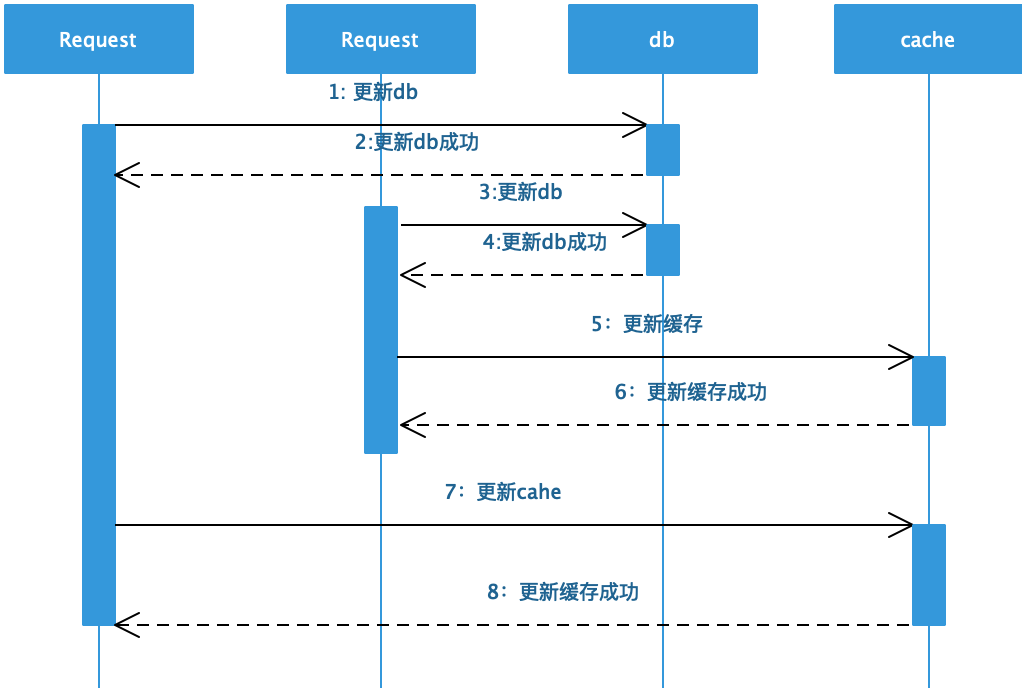 Request
Request
db
cache
1: 更新db
2:更新db成功
3:更新db
4:更新db成功
5：更新缓存
6：更新缓存成功
7：更新cahe
8：更新缓存成功